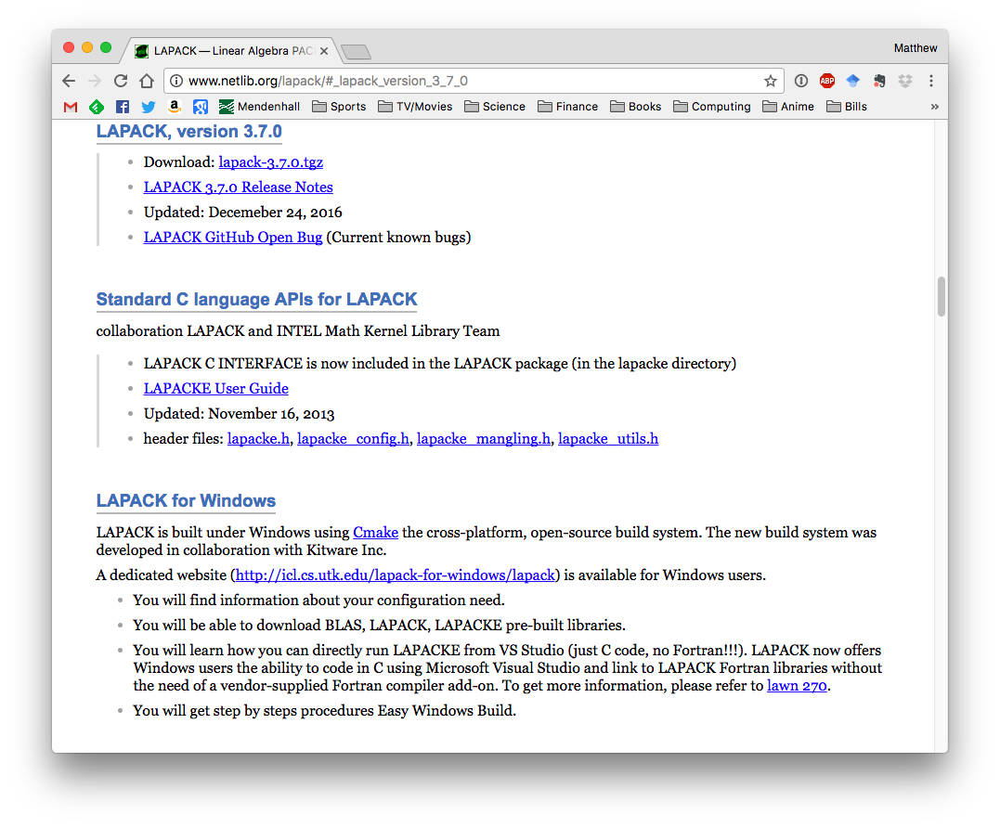 LAPACK — Linear Algebra PAC
Matthew
www.netlib.org/lapack/#_lapack_version_3_7_0
ABP
Mendenhall Sports TV/Movies Science Finance Books Computing Anime Bills »
LAPACK, version 3.7.0
• Download: lapack-3.7.0.tgz
• LAPACK 3.7.0 Release Notes
• Updated: Decemeber 24, 2016
• LAPACK GitHub Open Bug (Current known bugs)
Standard C language APIs for LAPACK
collaboration LAPACK and INTEL Math Kernel Library Team
• LAPACK C INTERFACE is now included in the LAPACK package (in the lapacke directory)
• LAPACKE User Guide
• Updated: November 16, 2013
• header files: lapacke.h, lapacke_config.h, lapacke_mangling.h, lapacke_utils.h
LAPACK for Windows
LAPACK is built under Windows using Cmake the cross-platform, open-source build system. The new build system was
developed in collaboration with Kitware Inc.
A dedicated website (http://icl.cs.utk.edu/lapack-for-windows/lapack) is available for Windows users.
• You will find information about your configuration need.
• You will be able to download BLAS, LAPACK, LAPACKE pre-built libraries.
• You will learn how you can directly run LAPACKE from VS Studio (just C code, no Fortran!!!). LAPACK now offers
Windows users the ability to code in C using Microsoft Visual Studio and link to LAPACK Fortran libraries without
the need of a vendor-supplied Fortran compiler add-on. To get more information, please refer to lawn 270.
• You will get step by steps procedures Easy Windows Build.